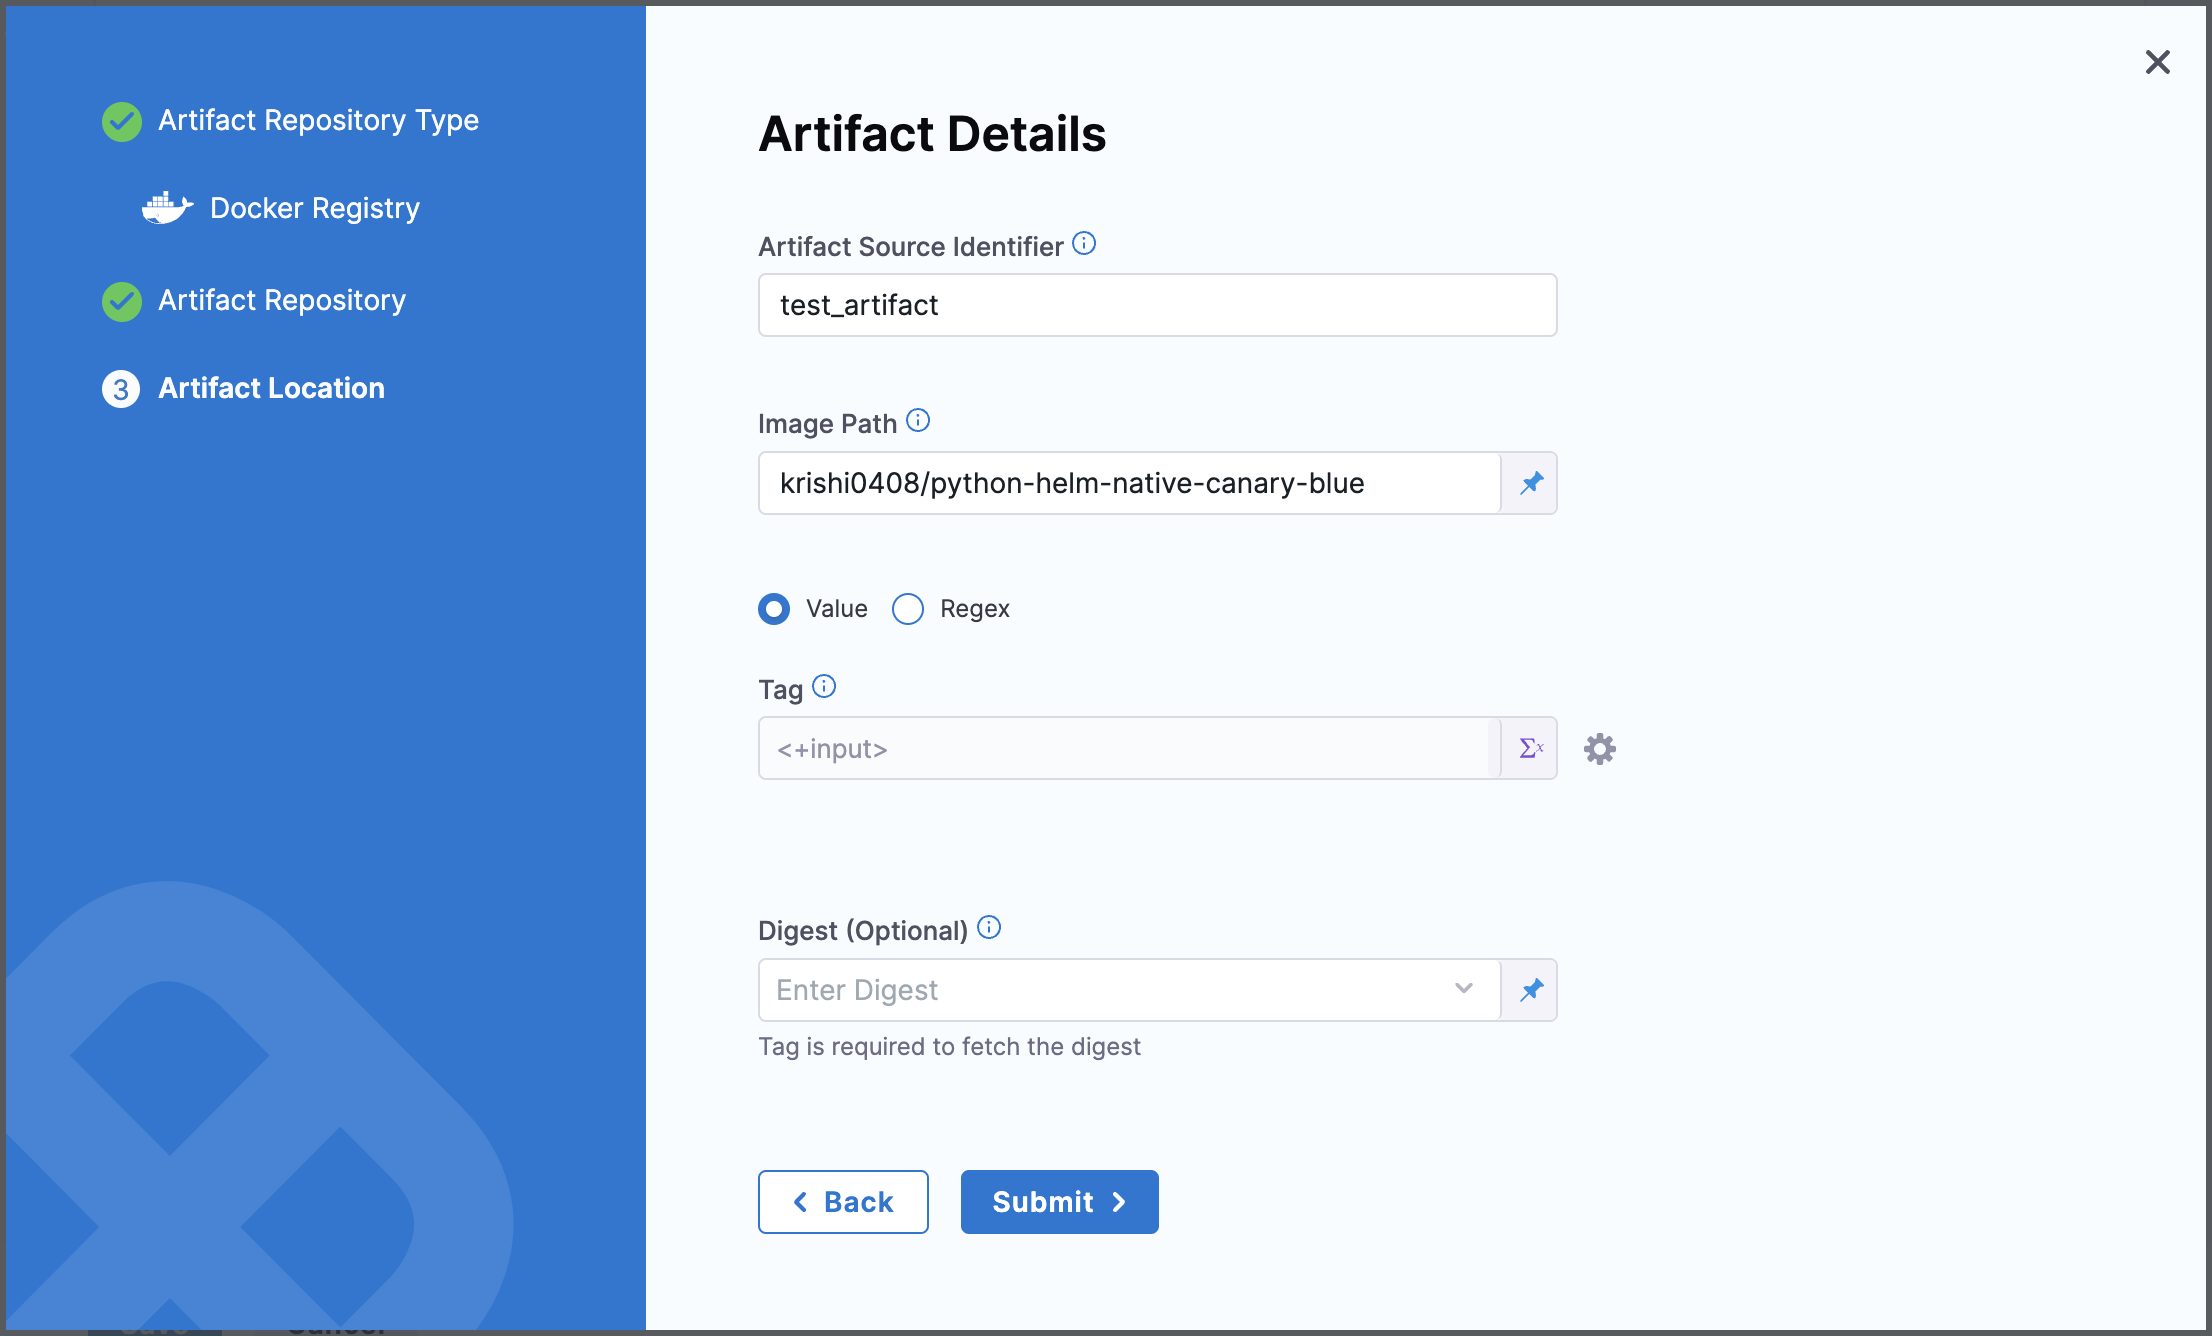 Artifact Repository Type
Docker Registry
Artifact Repository
3 Artifact Location
Artifact Details
Artifact Source Identifier
test_artifact
Image Path
krishi0408/python-helm-native-canary-blue
Value Regex
Tag
<+input>
Σx
Digest (Optional)
Enter Digest
Tag is required to fetch the digest
Back Submit